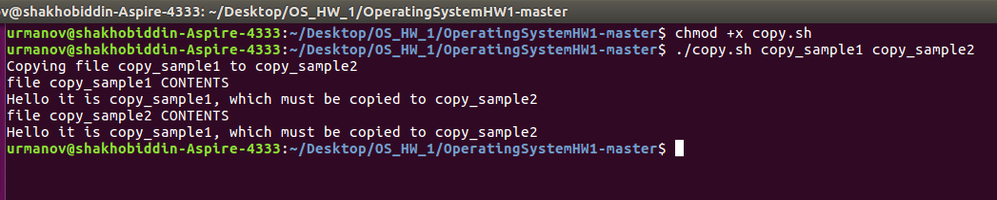 ov@shakhobiddin-Aspire-4333: ~/Desktop/OS_HW_1/OperatingSystemHW1-master
urmanov@shakhobiddin-Aspire-4333:~/Desktop/OS_HW_1/OperatingSystemHW1-master$ chmod +x copy.sh
urmanov@shakhobiddin-Aspire-4333:~/Desktop/OS_HW_1/OperatingSystemHW1-master$ ./copy.sh copy_sample1 copy_sample2
Copying file copy_sample1 to copy_sample2
file copy_sample1 CONTENTS
Hello it is copy_sample1, which must be copied to copy_sample2
file copy_sample2 CONTENTS
Hello it is copy_sample1, which must be copied to copy_sample2
urmanov@shakhobiddin-Aspire-4333:~/Desktop/OS_HW_1/OperatingSystemHW1-master$